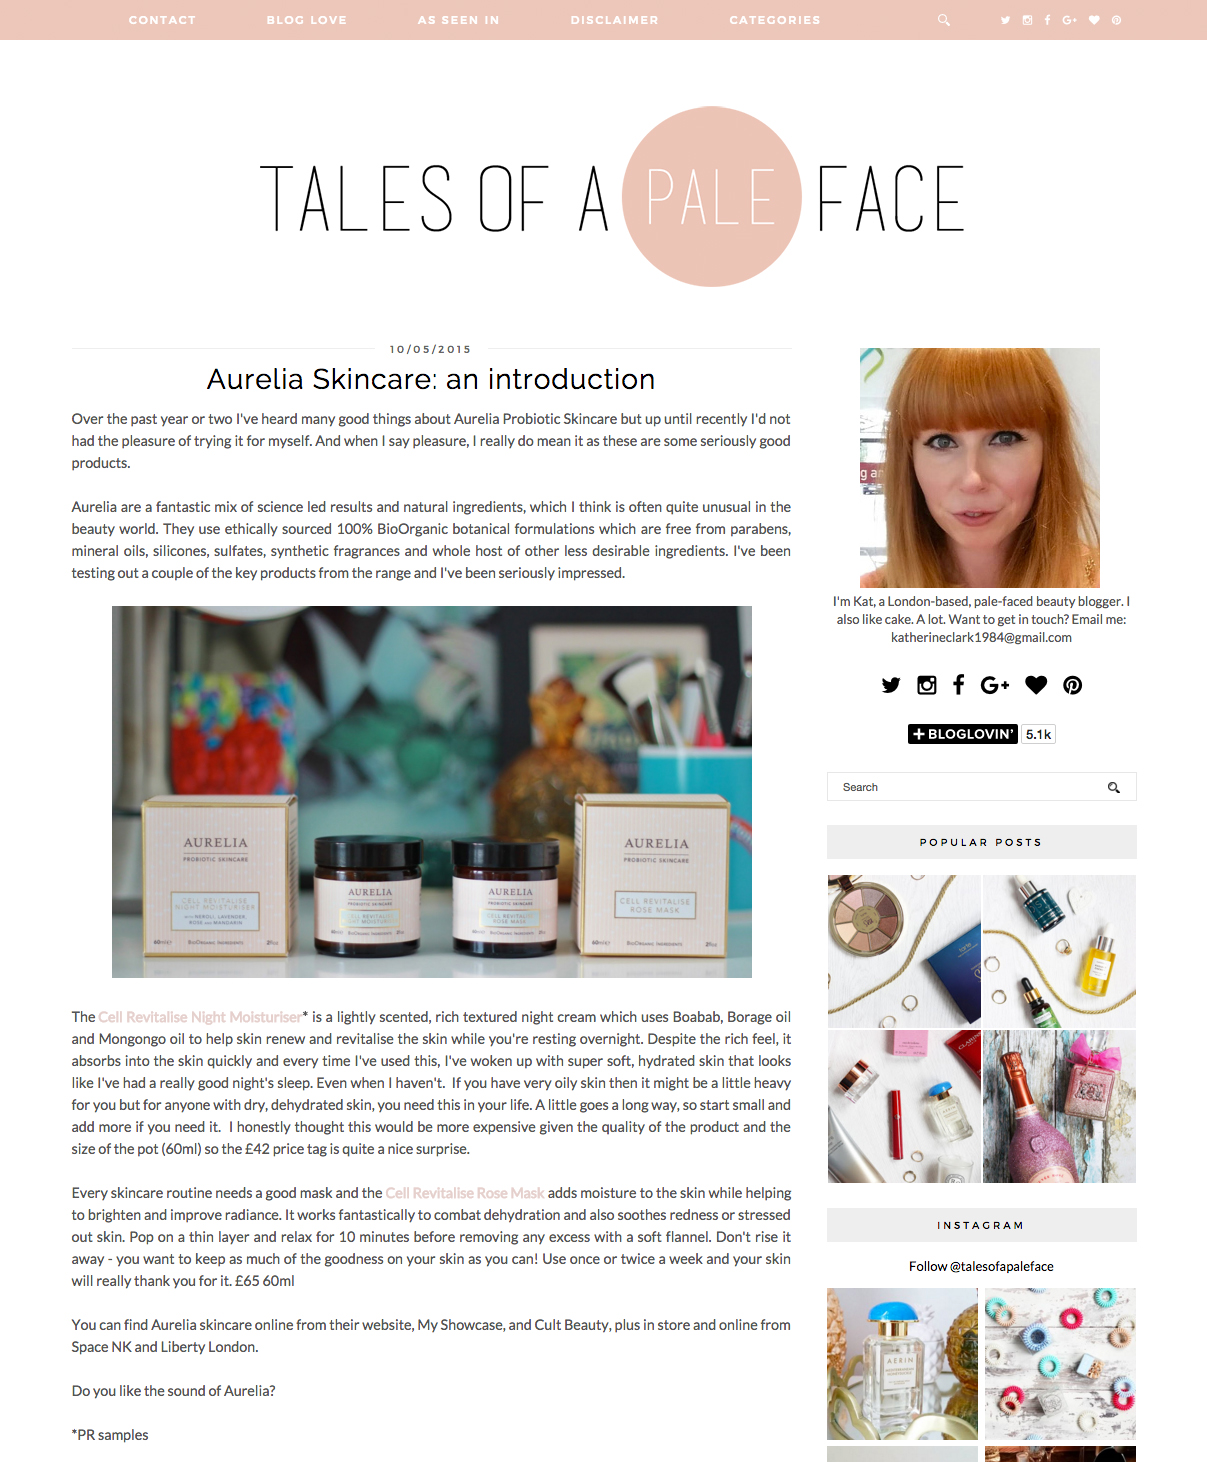 CONTACT
BLOG LOVE
AS SEEN IN
DISCLAIMER
CATEGORIES
TALES OF A PALE FACE
10/05/2015
Aurelia Skincare: an introduction
Over the past year or two I've heard many good things about Aurelia Probiotic Skincare but up until recently I'd not
had the pleasure of trying it for myself. And when I say pleasure, I really do mean it as these are some seriously good
products.
Aurelia are a fantastic mix of science led results and natural ingredients, which I think is often quite unusual in the
beauty world. They use ethically sourced 100% BioOrganic botanical formulations which are free from parabens,
mineral oils, silicones, sulfates, synthetic fragrances and whole host of other less desirable ingredients. I've been
testing out a couple of the key products from the range and I've been seriously impressed.
AURELIA
PROBIOTIC SKINCARE
CELL REVITALISE
NIGHT MOISTURISER
WITH NEROLI, LAVENDER,
ROSE AND MANDARIN
60ml e BIOORGANIC INGREDIENTS 2floz
AURELIA
PROBIOTIC SKINCARE
CELL REVITALISE
NIGHT MOISTURISER
AURELIA
PROBIOTIC SKINCARE
CELL REVITALISE
ROSE MASK
AURELIA
PROBIOTIC SKINCARE
CELL REVITALISE
ROSE MASK
60ml e BIOORGANIC INGREDIENTS
The Cell Revitalise Night Moisturiser* is a lightly scented, rich textured night cream which uses Boabab, Borage oil
and Mongongo oil to help skin renew and revitalise the skin while you're resting overnight. Despite the rich feel, it
absorbs into the skin quickly and every time I've used this, I've woken up with super soft, hydrated skin that looks
like I've had a really good night's sleep. Even when I haven't. If you have very oily skin then it might be a little heavy
for you but for anyone with dry, dehydrated skin, you need this in your life. A little goes a long way, so start small and
add more if you need it. I honestly thought this would be more expensive given the quality of the product and the
size of the pot (60ml) so the £42 price tag is quite a nice surprise.
Every skincare routine needs a good mask and the Cell Revitalise Rose Mask adds moisture to the skin while helping
to brighten and improve radiance. It works fantastically to combat dehydration and also soothes redness or stressed
out skin. Pop on a thin layer and relax for 10 minutes before removing any excess with a soft flannel. Don't rise it
away - you want to keep as much of the goodness on your skin as you can! Use once or twice a week and your skin
will really thank you for it. £65 60ml
You can find Aurelia skincare online from their website, My Showcase, and Cult Beauty, plus in store and online from
Space NK and Liberty London.
Do you like the sound of Aurelia?
*PR samples
I'm Kat, a London-based, pale-faced beauty blogger. I
also like cake. A lot. Want to get in touch? Email me:
katherineclark1984@gmail.com
+ BLOGLOVIN' 5.1k
Search
POPULAR POSTS
tarte
CLARINS
INSTAGRAM
Follow @talesofapaleface
AERIN